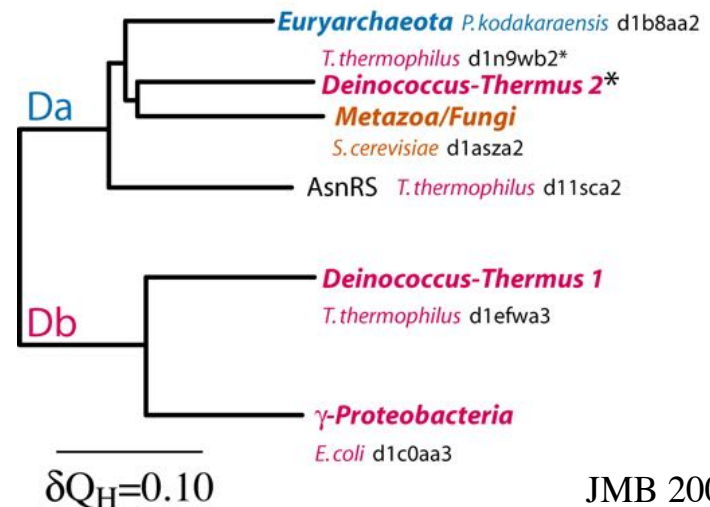 Euryarchaeota P. kodakaraensis d1b8aa2
T. thermophilus d1n9wb2*
Deinococcus-Thermus 2*
Da
Metazoa/Fungi
S. cerevisiae d1asza2
AsnRS T. thermophilus d11sca2
Deinococcus-Thermus 1
T. thermophilus d1efwa3
Db
γ-Proteobacteria
E. coli d1c0aa3
δQH=0.10
JMB 200